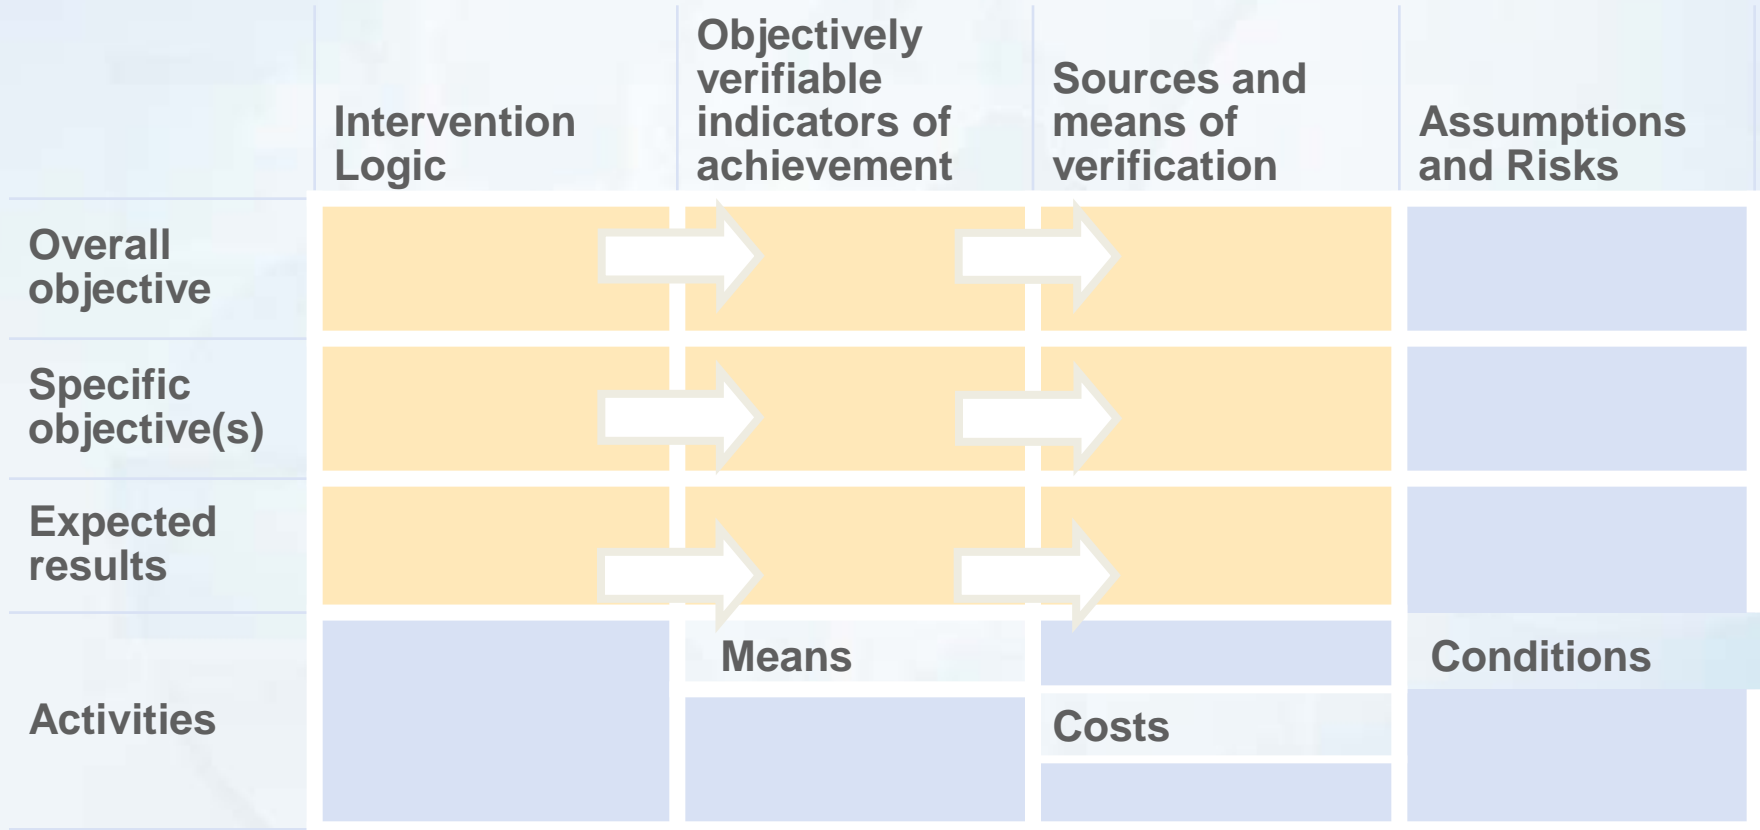 Intervention
Logic
Objectively
verifiable
indicators of
achievement
Sources and
means of
verification
Assumptions
and Risks
Overall
objective
Specific
objective(s)
Expected
results
Activities
Means
Costs
Conditions